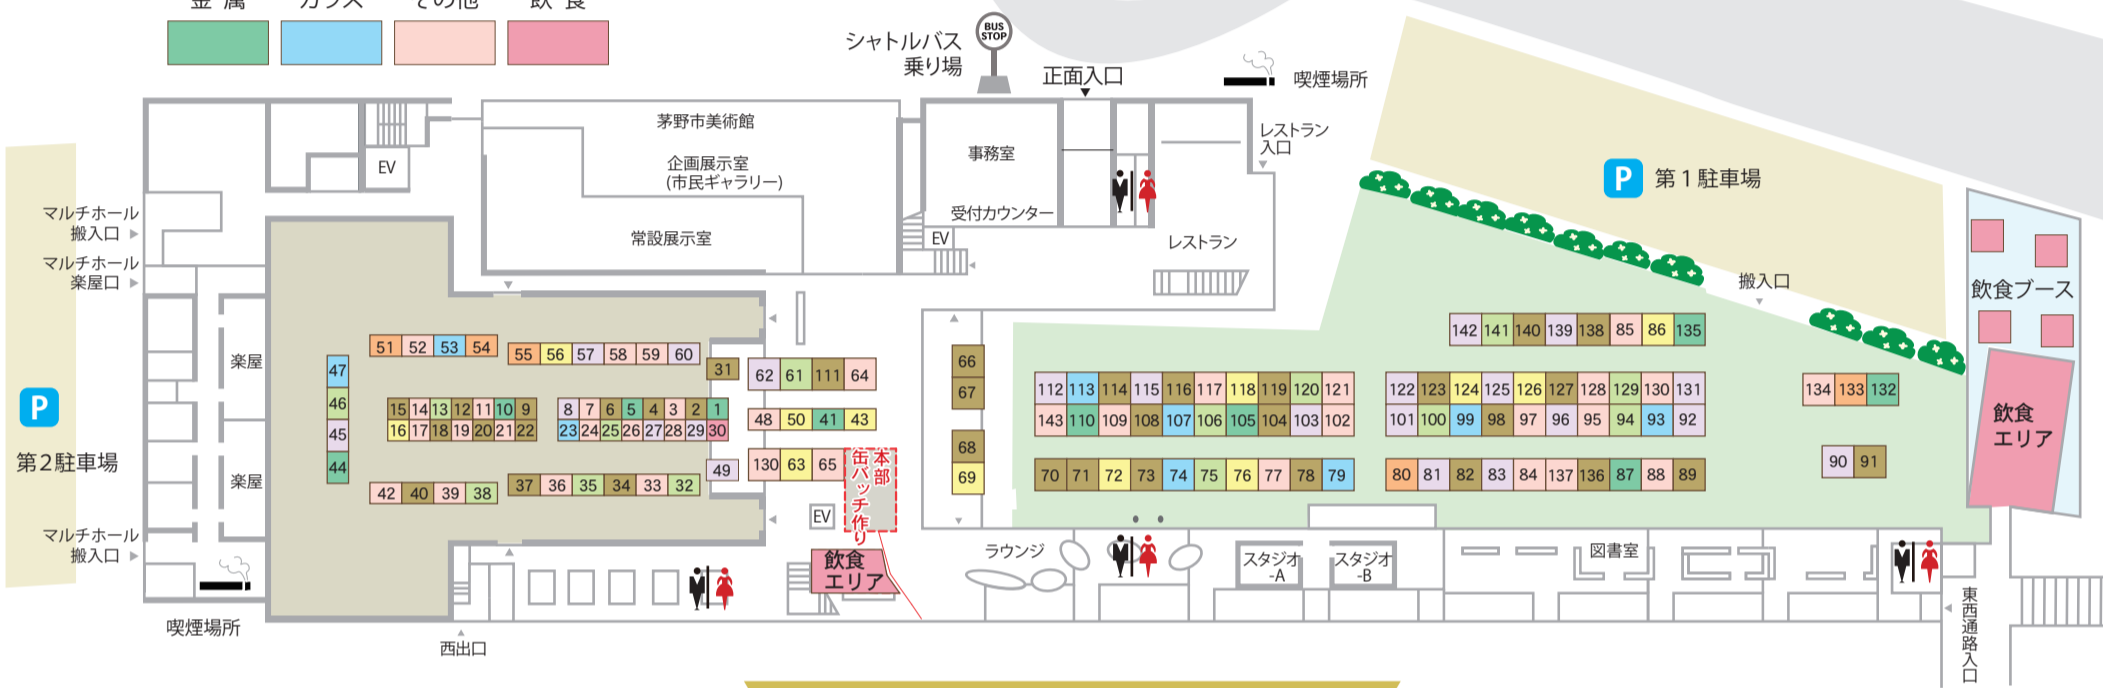 金 属
ガラス
その他
飲 食
シャトルバス
乗り場
BUS
STOP
正面入口
喫煙場所
茅野市美術館
企画展示室
(市民ギャラリー)
常設展示室
EV
事務室
受付カウンター
EV
レストラン
入口
レストラン
P 第1駐車場
搬入口
飲食ブース
飲食
エリア
マルチホール
搬入口
マルチホール
楽屋口
楽屋
楽屋
P
第2駐車場
マルチホール
搬入口
喫煙場所
西出口
51 52 53 54
55 56 57 58 59 60
47
46
45
44
15 14 13 12 11 10 9
16 17 18 19 20 21 22
8 7 6 5 4 3 2 1
23 24 25 26 27 28 29 30
42 40 39 38
37 36 35 34 33 32
31
49
62 61 111 64
48 50 41 43
130 63 65
本部
缶バッチ作り
EV
飲食
エリア
66
67
68
69
142 141 140 139 138 85 86 135
112 113 114 115 116 117 118 119 120 121
143 110 109 108 107 106 105 104 103 102
70 71 72 73 74 75 76 77 78 79
122 123 124 125 126 127 128 129 130 131
101 100 99 98 97 96 95 94 93 92
80 81 82 83 84 137 136 87 88 89
134 133 132
90 91
ラウンジ
スタジオ
-A
スタジオ
-B
図書室
東西通路入口